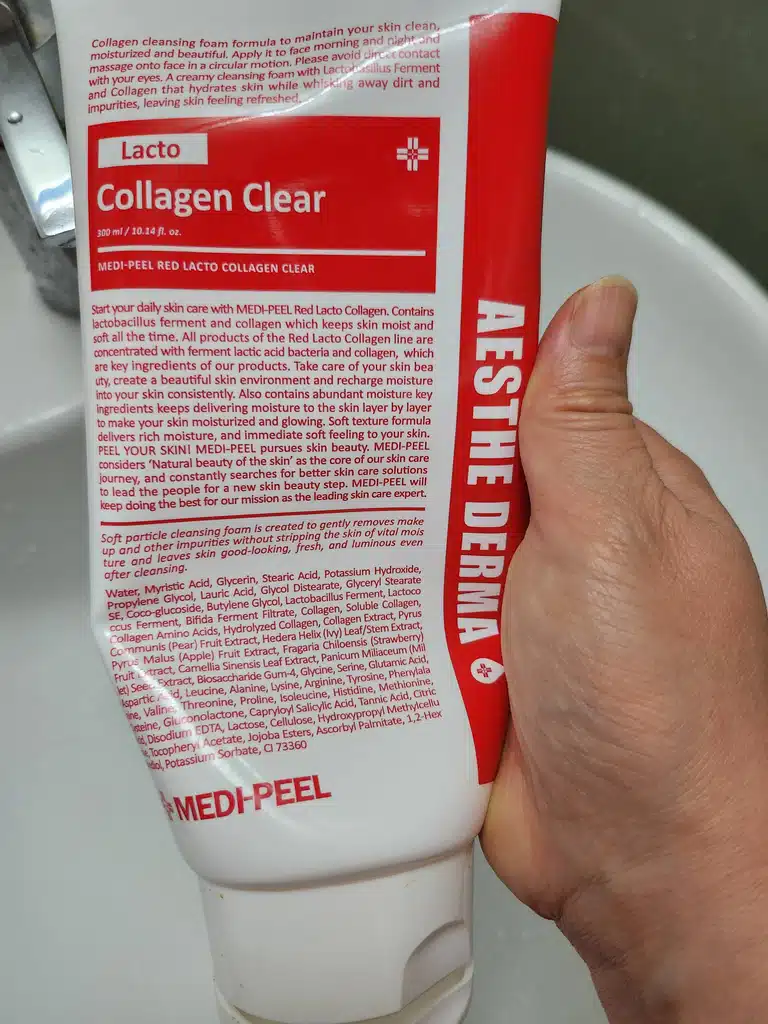 Collagen cleansing foam formula to maintain your skin clean,
moisturized and beautiful. Apply it to face morning and night and
massage onto face in a circular motion. Please avoid direct contact
with your eyes. A creamy cleansing foam with Lactobasillus Ferment
and Collagen that hydrates skin while whisking away dirt and
impurities, leaving skin feeling refreshed.
Lacto
Collagen Clear
300 ml / 10.14 fl. oz.
MEDI-PEEL RED LACTO COLLAGEN CLEAR
Start your daily skin care with MEDI-PEEL Red Lacto Collagen. Contains
lactobacillus ferment and collagen which keeps skin moist and
soft all the time. All products of the Red Lacto Collagen line are
concentrated with ferment lactic acid bacteria and collagen, which
are key ingredients of our products. Take care of your skin bea
uty, create a beautiful skin environment and recharge moisture
into your skin consistently. Also contains abundant moisture key
ingredients keeps delivering moisture to the skin layer by layer
to make your skin moisturized and glowing. Soft texture formula
delivers rich moisture, and immediate soft feeling to your skin.
PEEL YOUR SKIN! MEDI-PEEL pursues skin beauty. MEDI-PEEL
considers ‘Natural beauty of the skin’ as the core of our skin care
journey, and constantly searches for better skin care solutions
to lead the people for a new skin beauty step. MEDI-PEEL will
keep doing the best for our mission as the leading skin care expert.
Soft particle cleansing foam is created to gently removes make
up and other impurities without stripping the skin of vital mois
ture and leaves skin good-looking, fresh, and luminous even
after cleansing.
Water, Myristic Acid, Glycerin, Stearic Acid, Potassium Hydroxide,
Propylene Glycol, Lauric Acid, Glycol Distearate, Glyceryl Stearate
SE, Coco-glucoside, Butylene Glycol, Lactobacillus Ferment, Lactoco
ccus Ferment, Bifida Ferment Filtrate, Collagen, Soluble Collagen,
Collagen Amino Acids, Hydrolyzed Collagen, Collagen Extract, Pyrus
Communis (Pear) Fruit Extract, Hedera Helix (Ivy) Leaf/Stem Extract,
Pyrus Malus (Apple) Fruit Extract, Fragaria Chiloensis (Strawberry)
Fruit Extract, Camellia Sinensis Leaf Extract, Panicum Miliaceum (Mil
let) Seed Extract, Biosaccharide Gum-4, Glycine, Serine, Glutamic Acid,
Aspartic Acid, Leucine, Alanine, Lysine, Arginine, Tyrosine, Phenylala
ine, Valine, Threonine, Proline, Isoleucine, Histidine, Methionine,
steine, Gluconolactone, Capryloyl Salicylic Acid, Tannic Acid, Citric
Disodium EDTA, Lactose, Cellulose, Hydroxypropyl Methylcellu
Tocopheryl Acetate, Jojoba Esters, Ascorbyl Palmitate, 1,2-Hex
Potassium Sorbate, CI 73360
MEDI-PEEL
AESTHE DERMA